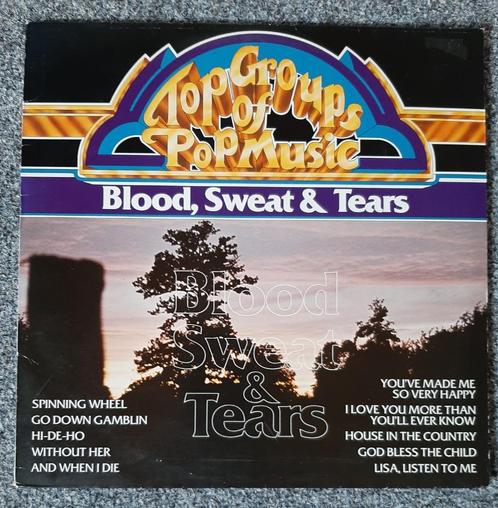 Top Groups
of
Pop Music
Blood, Sweat & Tears
Blood
Sweat
&
Tears
SPINNING WHEEL
GO DOWN GAMBLIN
HI-DE-HO
WITHOUT HER
AND WHEN I DIE
YOU'VE MADE ME
SO VERY HAPPY
I LOVE YOU MORE THAN
YOU'LL EVER KNOW
HOUSE IN THE COUNTRY
GOD BLESS THE CHILD
LISA, LISTEN TO ME